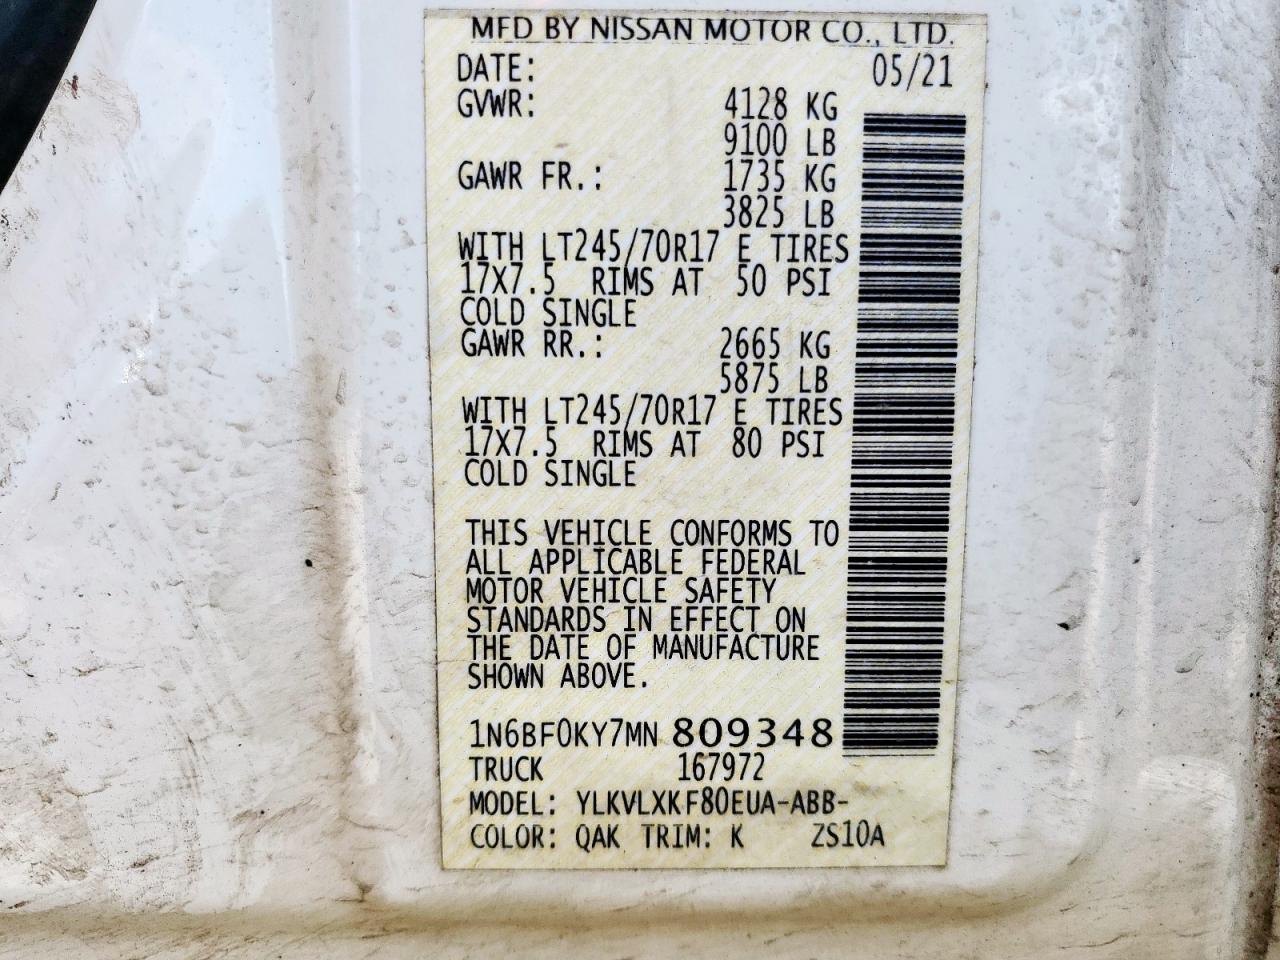 MFD BY NISSAN MOTOR CO., LTD.
DATE: 05/21
GVWR: 4128 KG
9100 LB
GAWR FR.: 1735 KG
3825 LB
WITH LT245/70R17 E TIRES
17X7.5 RIMS AT 50 PSI
COLD SINGLE
GAWR RR.: 2665 KG
5875 LB
WITH LT245/70R17 E TIRES
17X7.5 RIMS AT 80 PSI
COLD SINGLE
THIS VEHICLE CONFORMS TO
ALL APPLICABLE FEDERAL
MOTOR VEHICLE SAFETY
STANDARDS IN EFFECT ON
THE DATE OF MANUFACTURE
SHOWN ABOVE.
1N6BF0KY7MN 809348
TRUCK 167972
MODEL: YLKVLXKF80EUA-ABB-
COLOR: QAK TRIM: K ZS10A